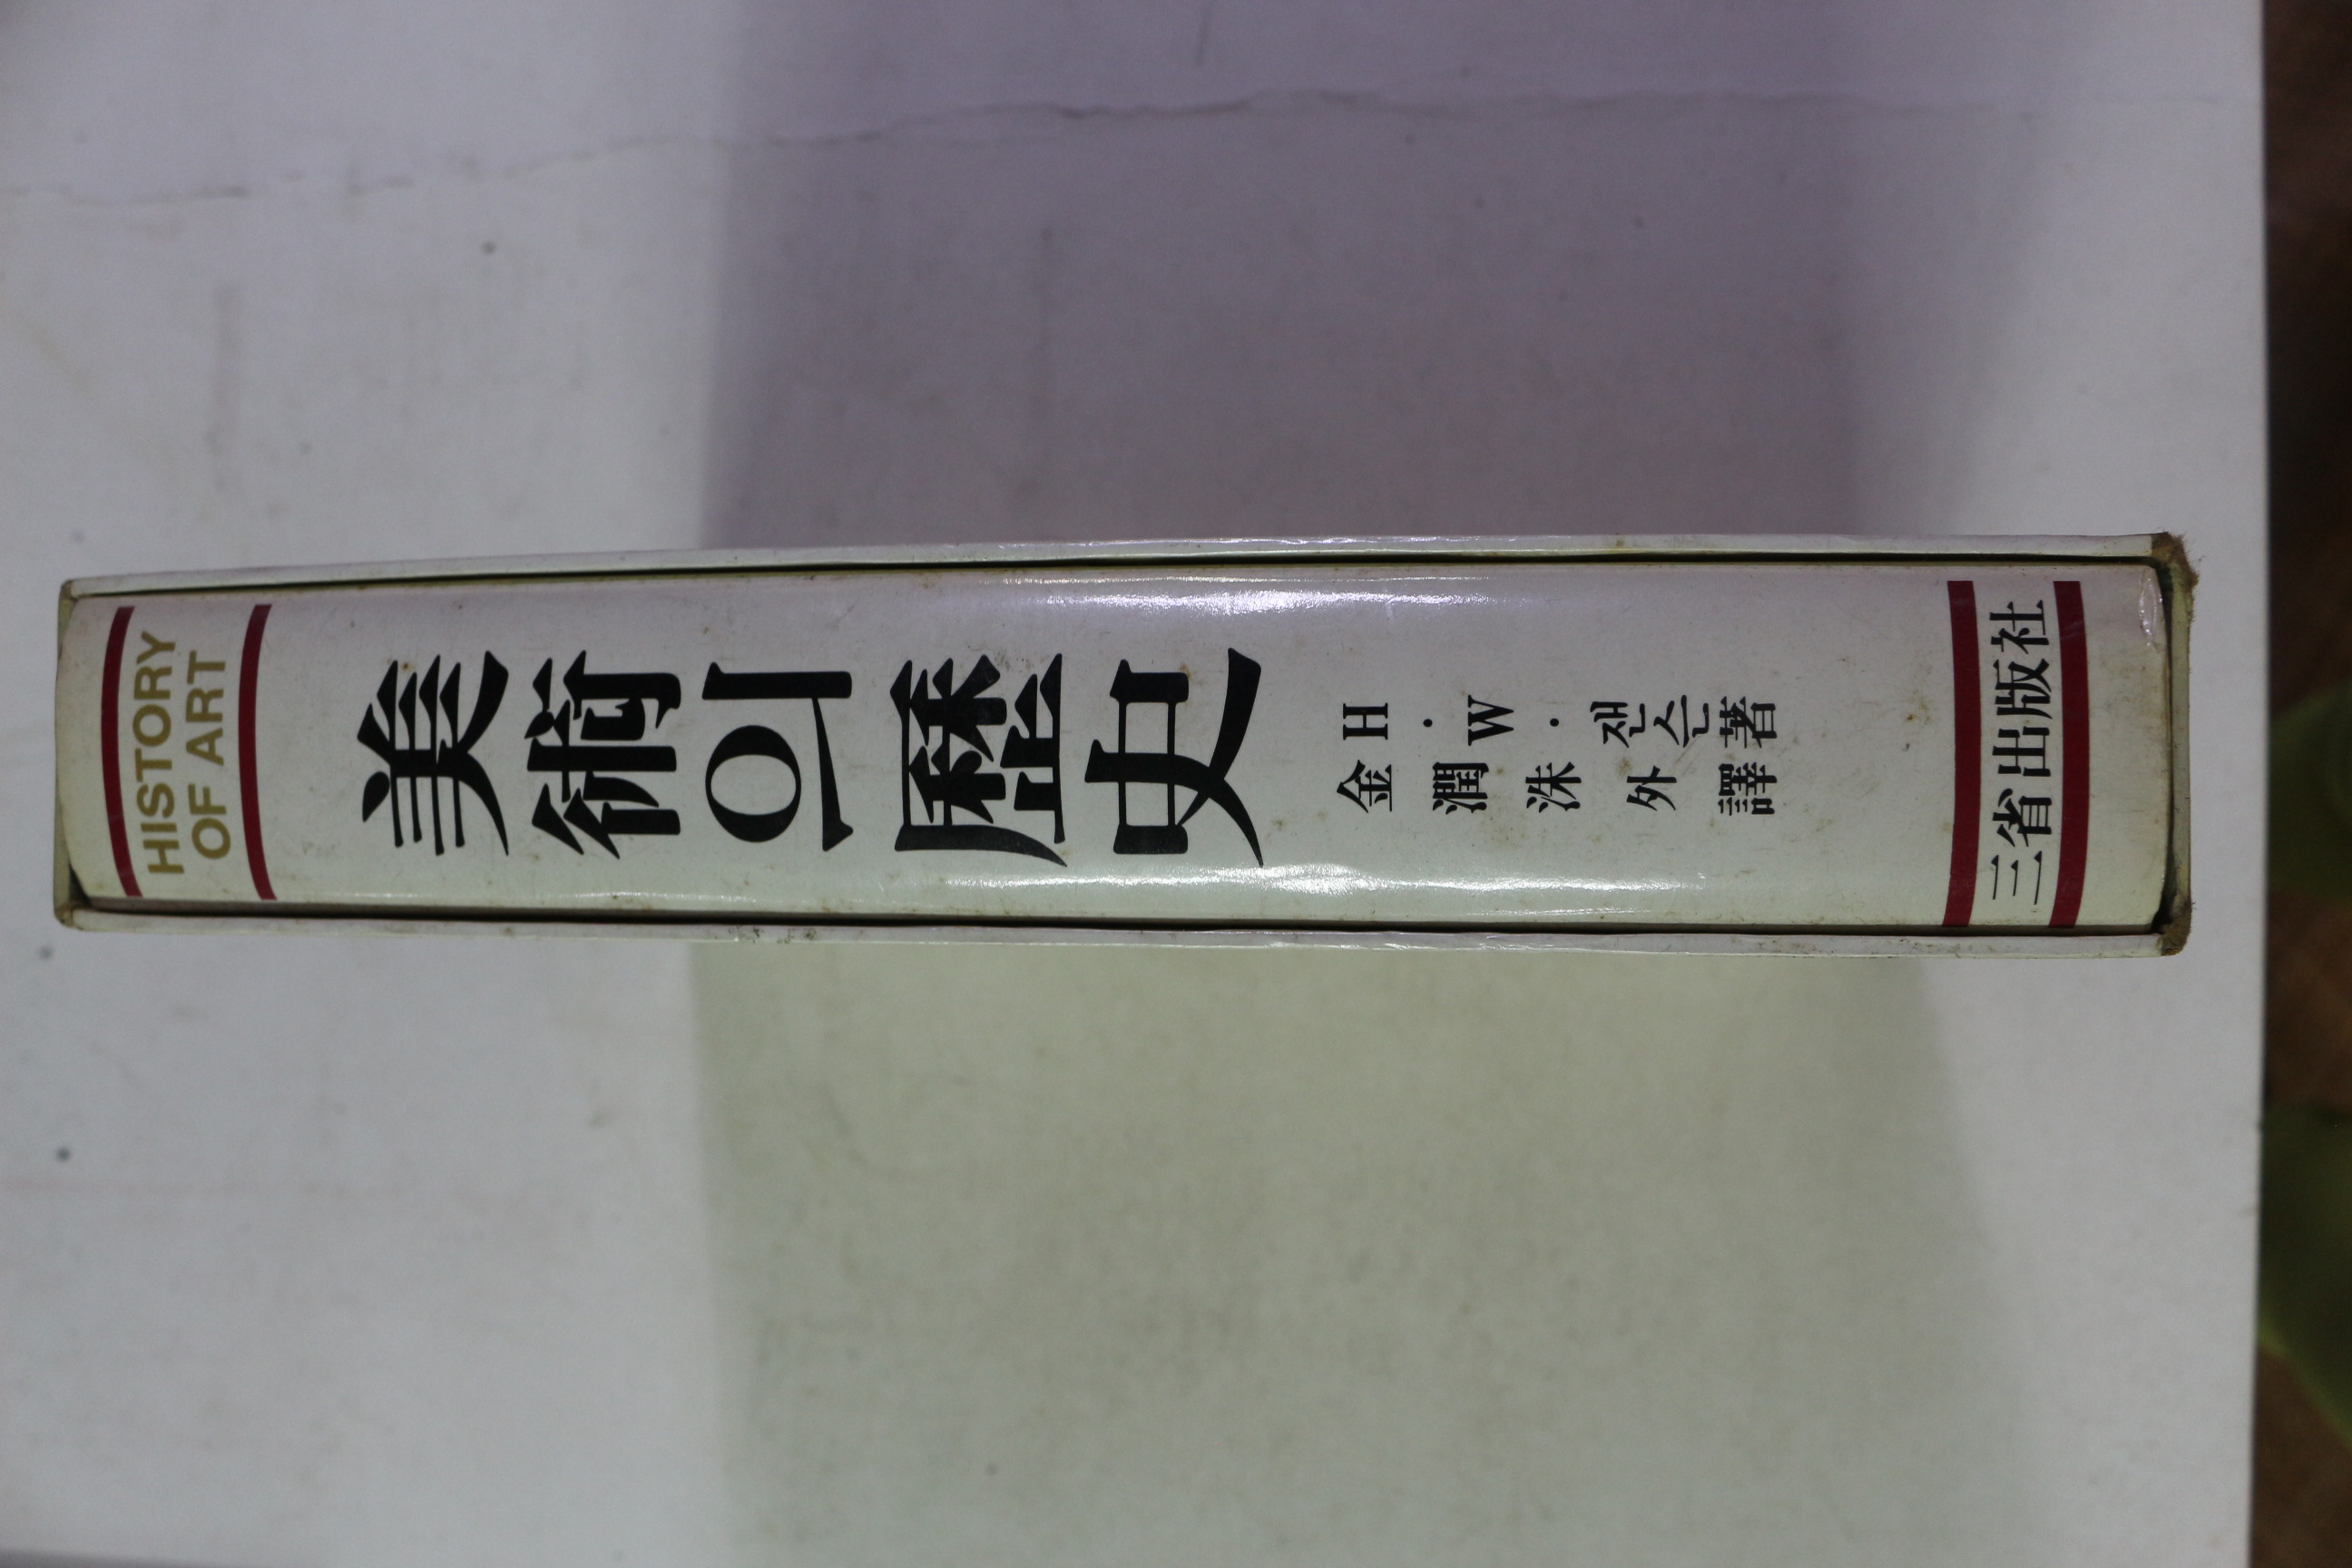 HISTORY
OF ART
美術의歷史
H·W·잰슨著
金潤洙外譯
三省出版社